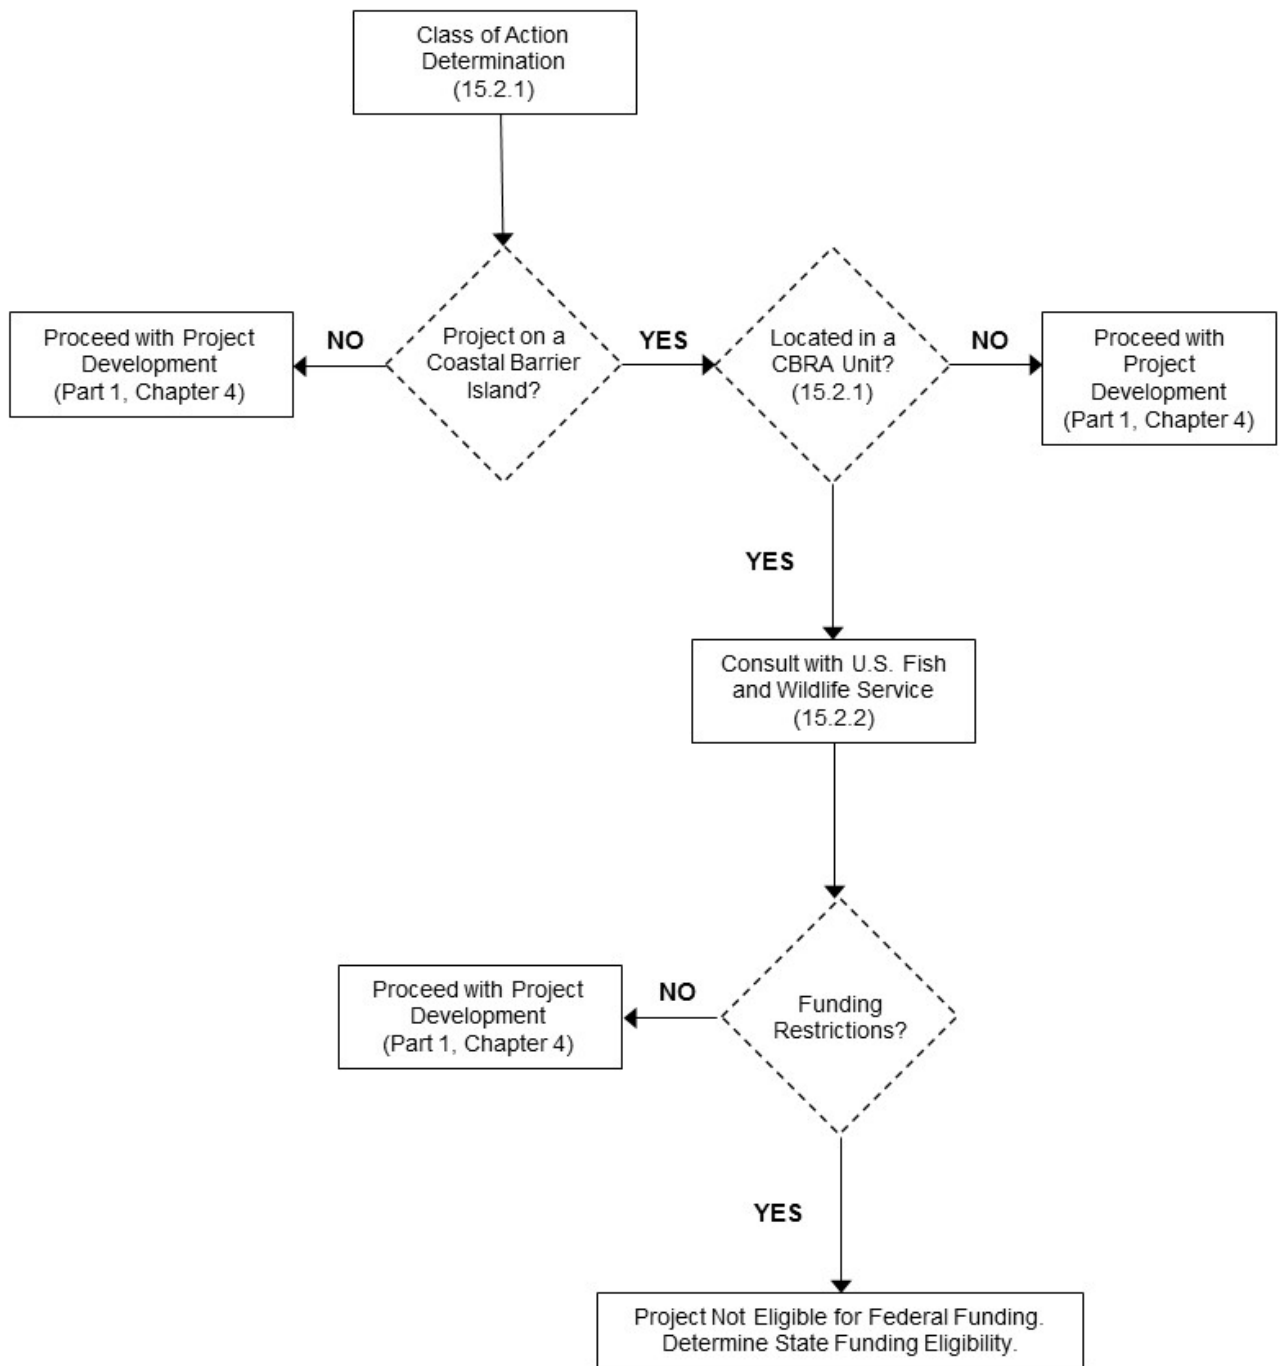 Class of Action
Determination
(15.2.1)
Project on a
Coastal Barrier
Island?
NO
Proceed with Project
Development
(Part 1, Chapter 4)
YES
Located in a
CBRA Unit?
(15.2.1)
NO
Proceed with
Project
Development
(Part 1, Chapter 4)
YES
Consult with U.S. Fish
and Wildlife Service
(15.2.2)
Funding
Restrictions?
NO
Proceed with Project
Development
(Part 1, Chapter 4)
YES
Project Not Eligible for Federal Funding.
Determine State Funding Eligibility.